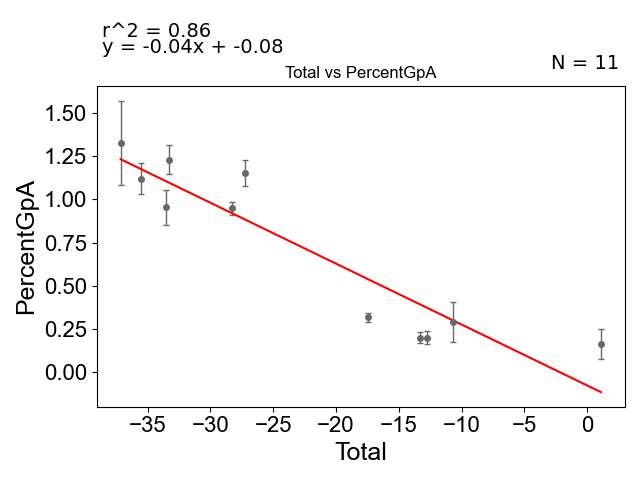 r^2 = 0.86
y = -0.04x + -0.08
N = 11
Total vs PercentGpA
PercentGpA
1.50
1.25
1.00
0.75
0.50
0.25
0.00
−35 −30 −25 −20 −15 −10 −5 0
Total